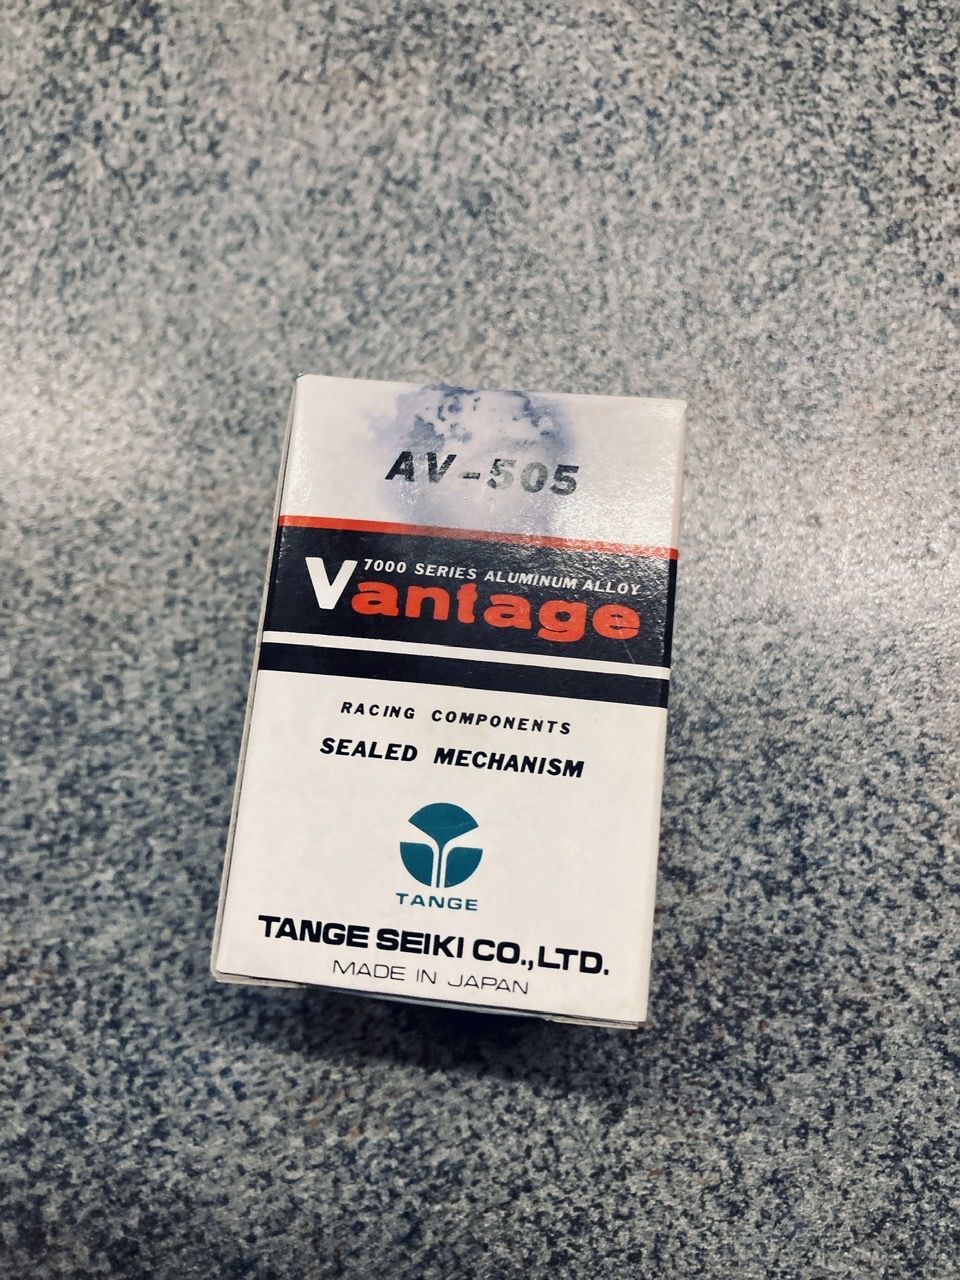 AV-505
7000 SERIES ALUMINUM ALLOY
Vantage
RACING COMPONENTS
SEALED MECHANISM
TANGE
TANGE SEIKI CO.,LTD.
MADE IN JAPAN